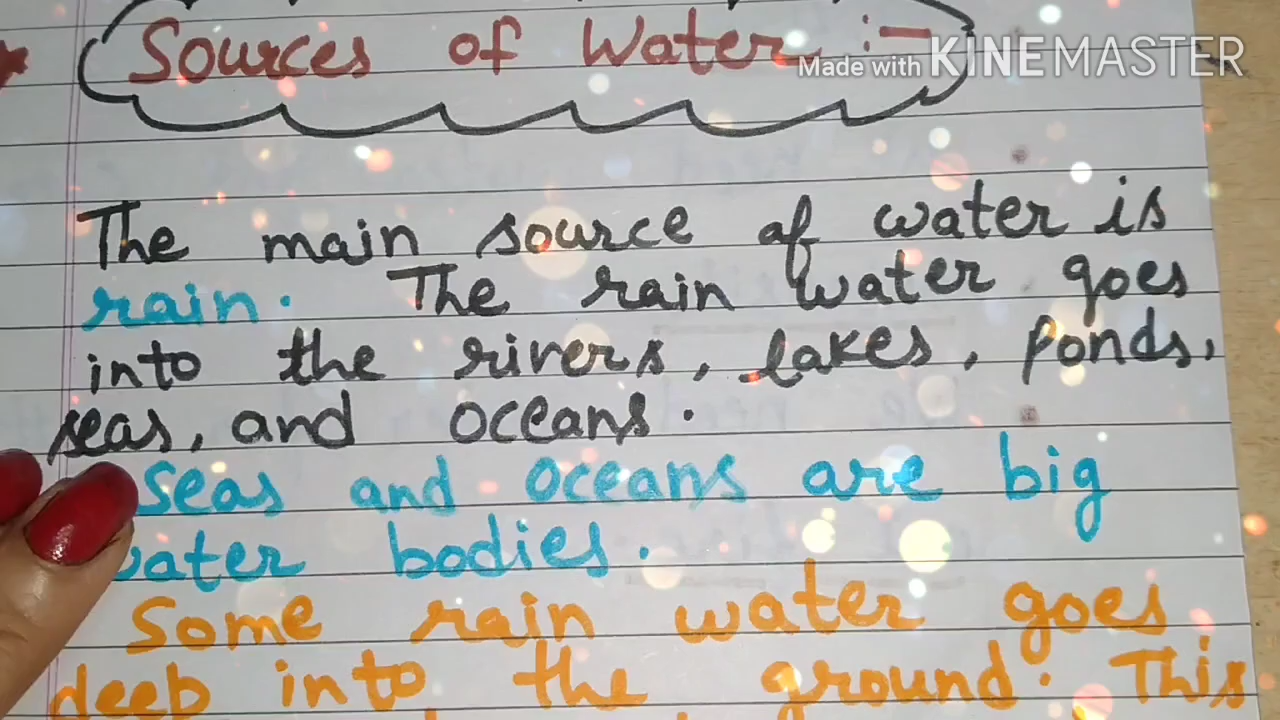 Sources of Water :-
Made with KINEMASTER
The main source of water is
rain. The rain water goes
into the rivers, lakes, Ponds,
seas, and oceans.
Seas and oceans are big
water bodies.
Some rain water goes
deep into the ground. This